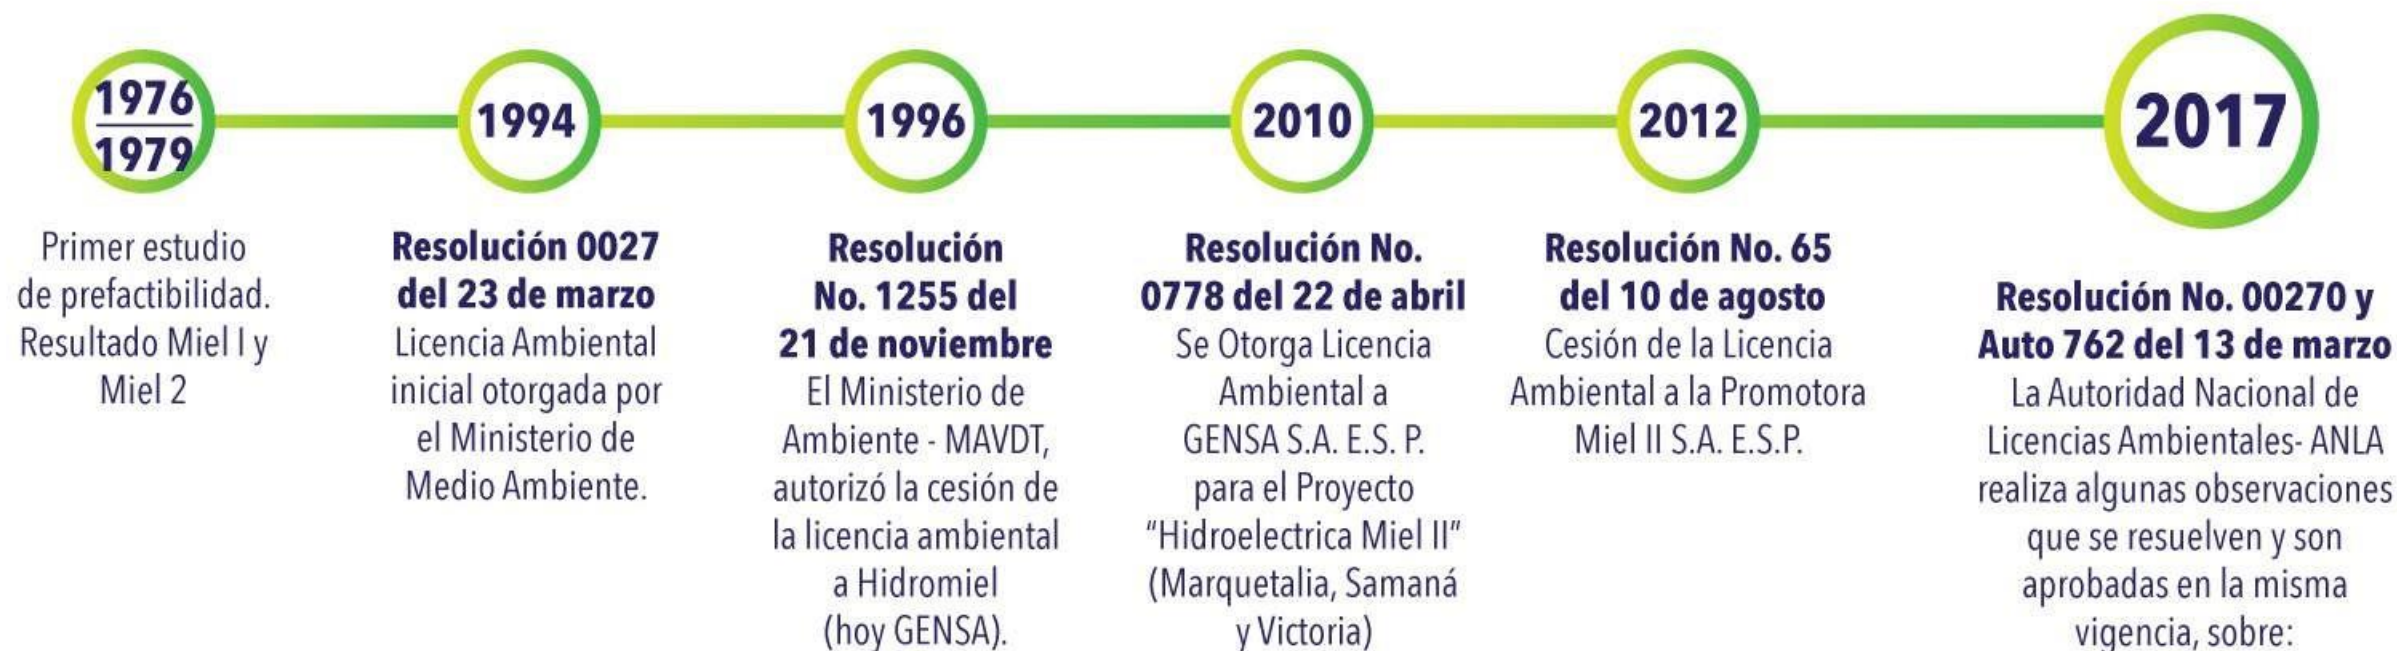 1976
1979
Primer estudio
de prefactibilidad.
Resultado Miel I y
Miel 2
1994
Resolución 0027
del 23 de marzo
Licencia Ambiental
inicial otorgada por
el Ministerio de
Medio Ambiente.
1996
Resolución
No. 1255 del
21 de noviembre
El Ministerio de
Ambiente - MAVDT,
autorizó la cesión de
la licencia ambiental
a Hidromiel
(hoy GENSA).
2010
Resolución No.
0778 del 22 de abril
Se Otorga Licencia
Ambiental a
GENSA S.A. E.S. P.
para el Proyecto
“Hidroelectrica Miel II”
(Marquetalia, Samaná
y Victoria)
2012
Resolución No. 65
del 10 de agosto
Cesión de la Licencia
Ambiental a la Promotora
Miel II S.A. E.S.P.
2017
Resolución No. 00270 y
Auto 762 del 13 de marzo
La Autoridad Nacional de
Licencias Ambientales- ANLA
realiza algunas observaciones
que se resuelven y son
aprobadas en la misma
vigencia, sobre: